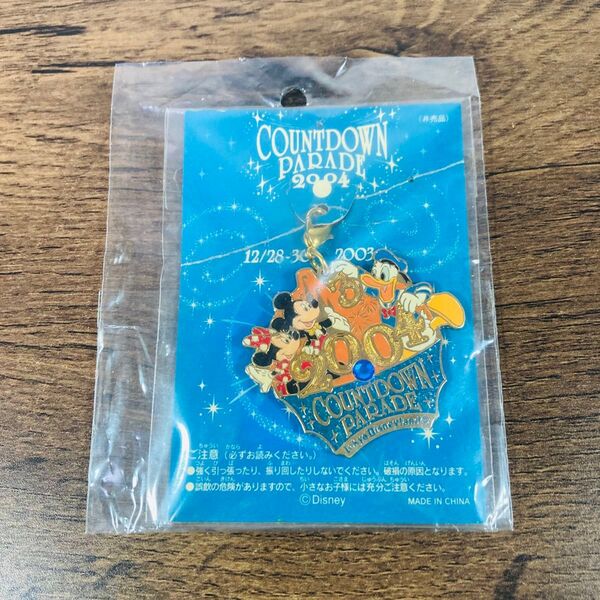 (非売品)
COUNTDOWN
PARADE
2004
12/28-30
2003
2004
COUNTDOWN
PARADE
Tokyo Disneyland
ご注意 (必ずお読みください。)
●強く引っ張ったり、振り回したりしないでください。破損の原因となります。
●誤飲の危険がありますので、小さなお子様には充分ご注意ください。
©Disney
MADE IN CHINA